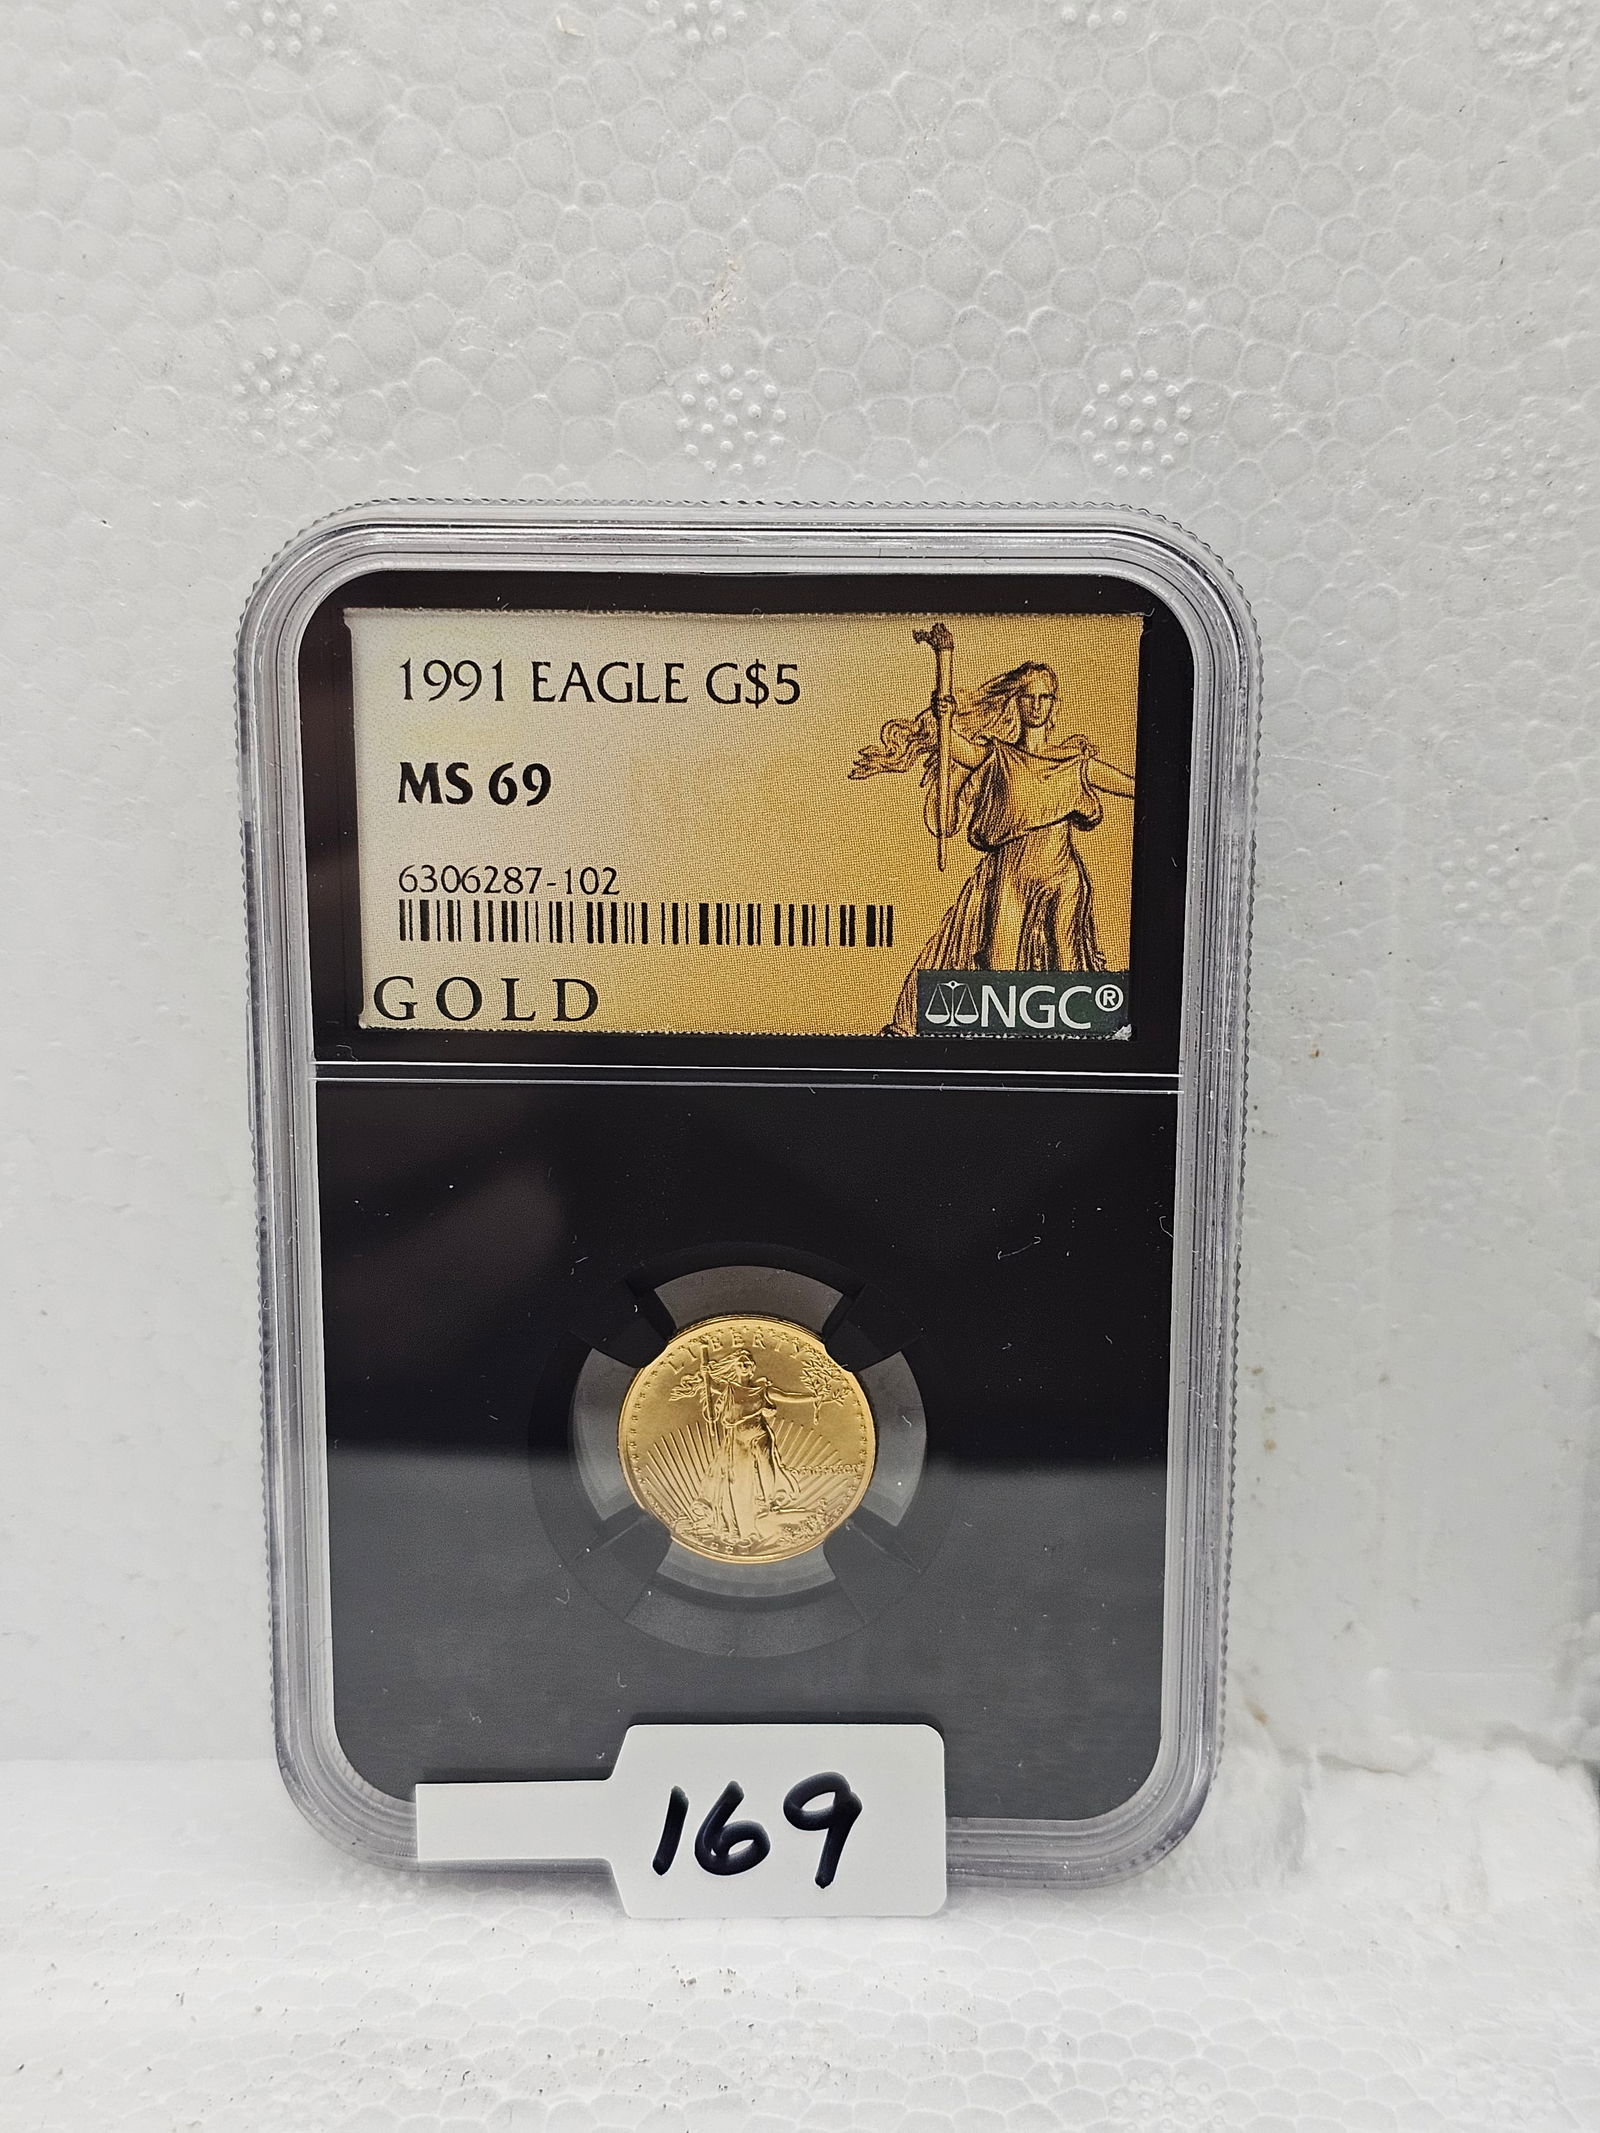 1991 EAGLE G$5
MS 69
6306287-102
GOLD
NGC®
LIBERTY
169